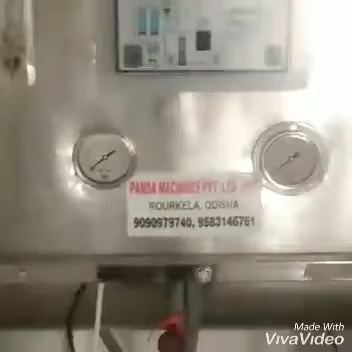 PANDA MACHINES PVT. LTD.
ROURKELA, ODISHA
9090979740, 9583146761
Made With
VivaVideo